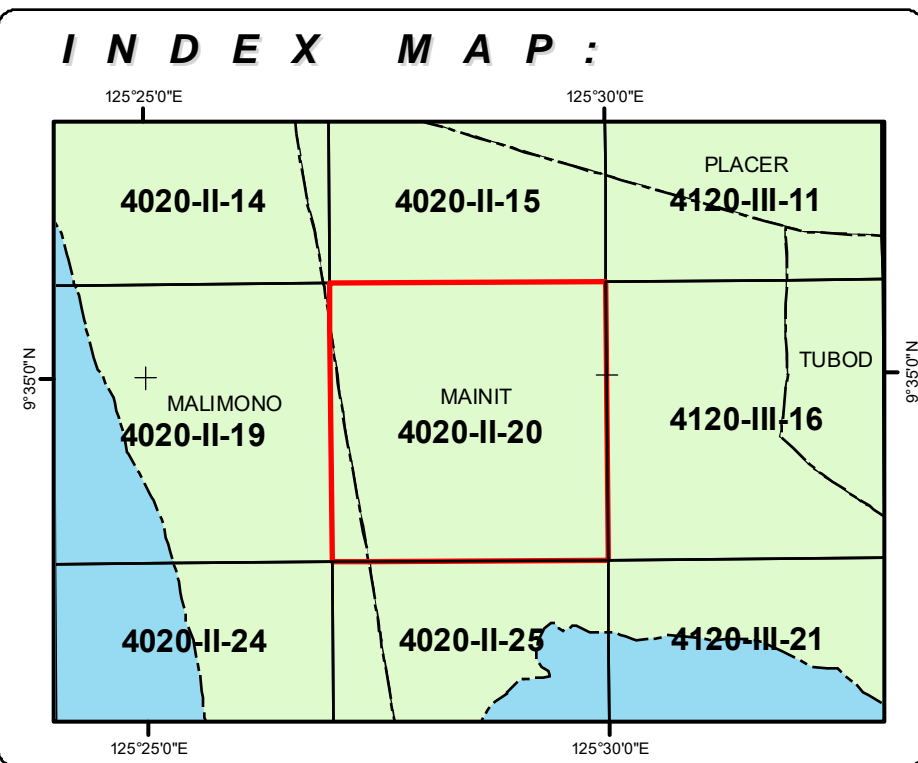 INDEX MAP:
125°25'0"E 125°30'0"E
PLACER
4020-II-14 4020-II-15 4120-III-11
9°35'0"N 9°35'0"N
TUBOD
MALIMONO MAINIT
4020-II-19 4020-II-20 4120-III-16
4020-II-24 4020-II-25 4120-III-21
125°25'0"E 125°30'0"E